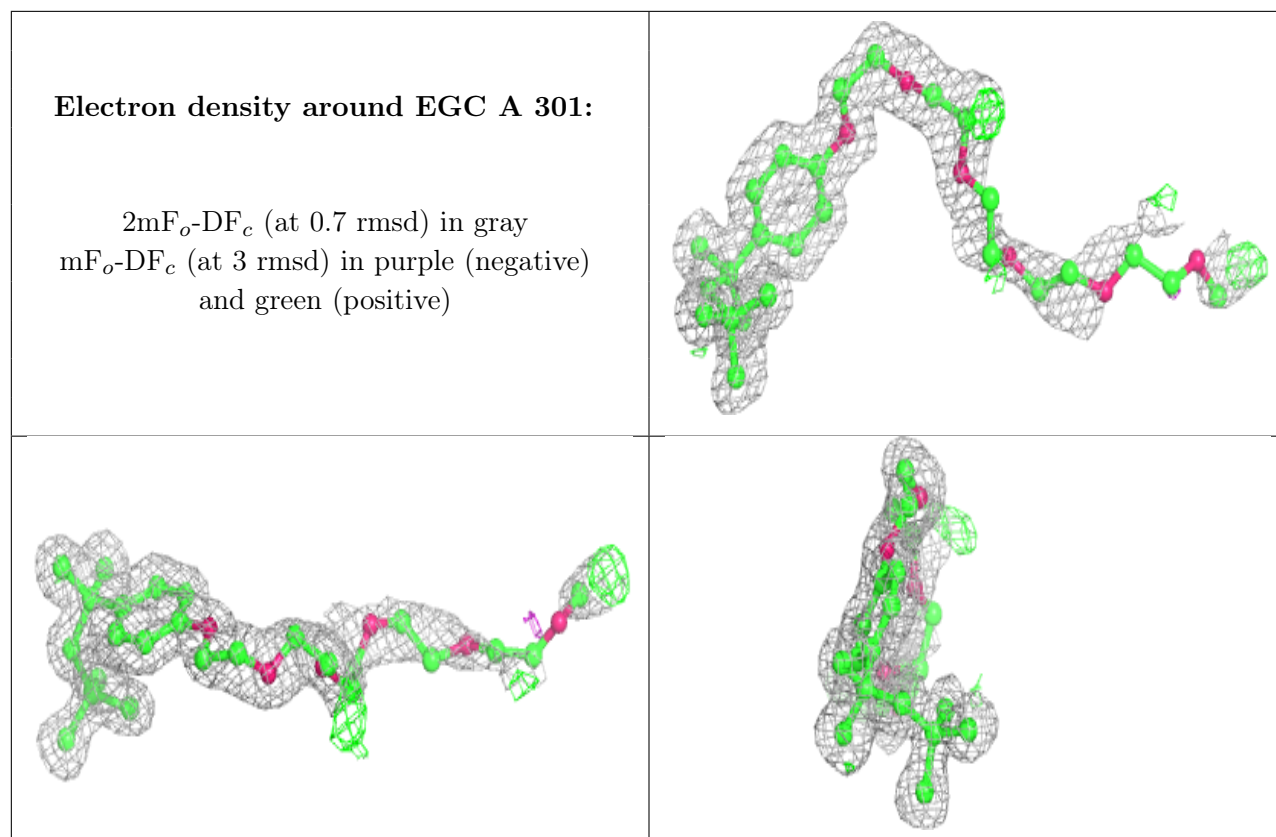 Electron density around EGC A 301:
2mFo-DFc (at 0.7 rmsd) in gray
mFo-DFc (at 3 rmsd) in purple (negative)
and green (positive)